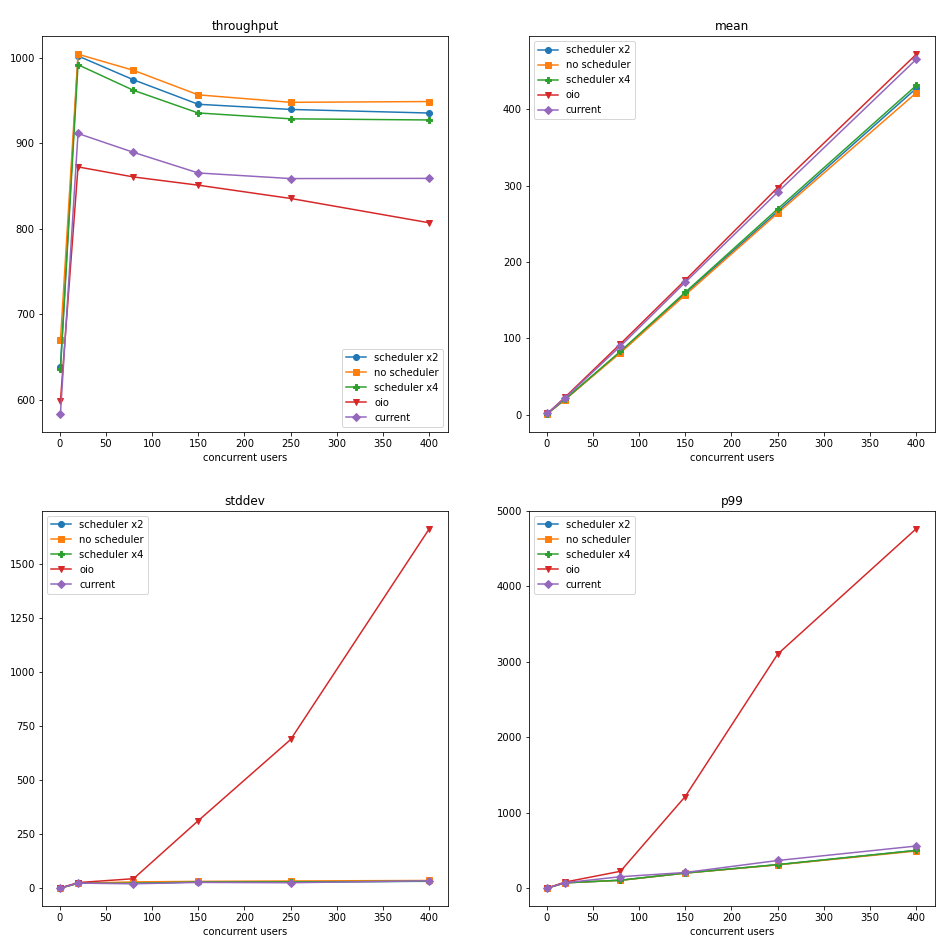 throughput
1000
900
800
700
600
0 50 100 150 200 250 300 350 400
concurrent users
scheduler x2
no scheduler
scheduler x4
oio
current
mean
400
300
200
100
0
0 50 100 150 200 250 300 350 400
concurrent users
scheduler x2
no scheduler
scheduler x4
oio
current
stddev
1500
1250
1000
750
500
250
0
0 50 100 150 200 250 300 350 400
concurrent users
scheduler x2
no scheduler
scheduler x4
oio
current
p99
5000
4000
3000
2000
1000
0
0 50 100 150 200 250 300 350 400
concurrent users
scheduler x2
no scheduler
scheduler x4
oio
current